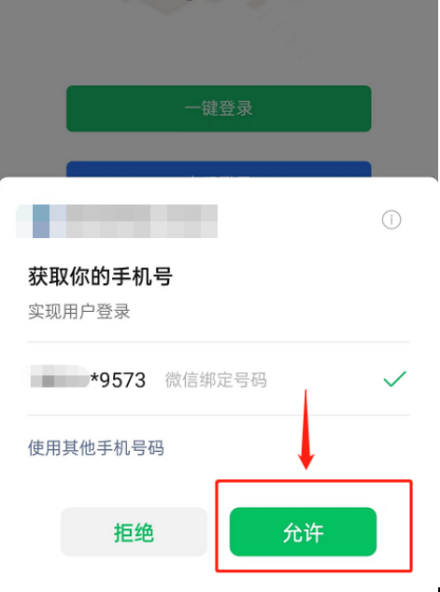 一键登录
获取你的手机号
实现用户登录
*9573 微信绑定号码
使用其他手机号码
拒绝 允许